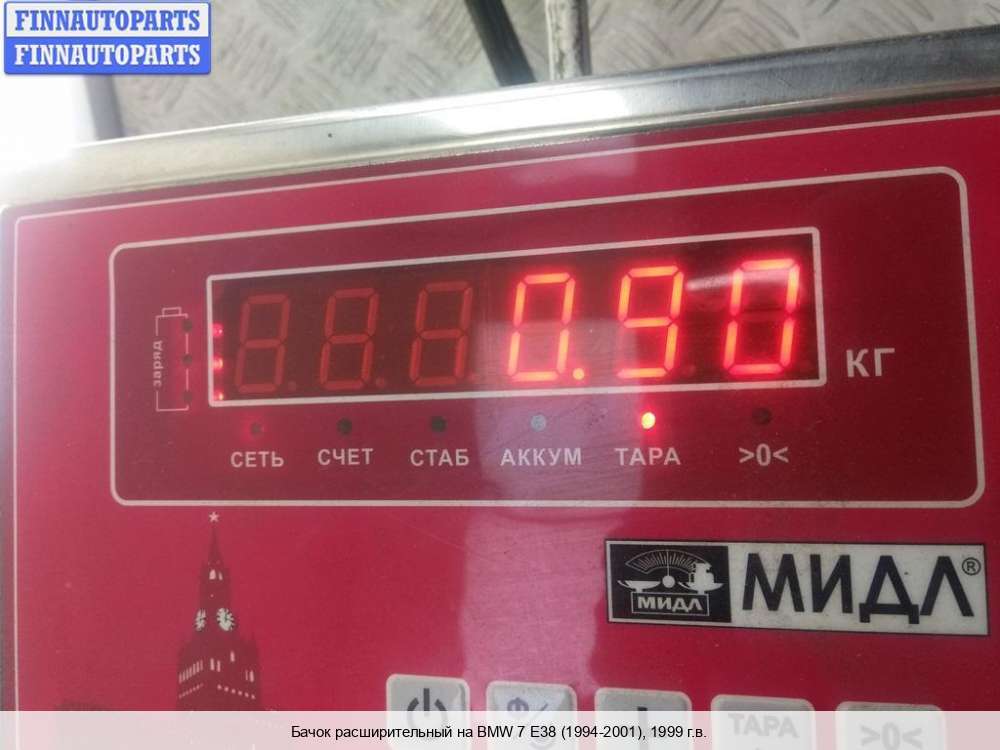 FINNAUTOPARTS
FINNAUTOPARTS
0.90
КГ
заряд
СЕТЬ СЧЕТ СТАБ АККУМ ТАРА >0<
МИДЛ МИДЛ®
ТАРА >0<
Бачок расширительный на BMW 7 E38 (1994-2001), 1999 г.в.